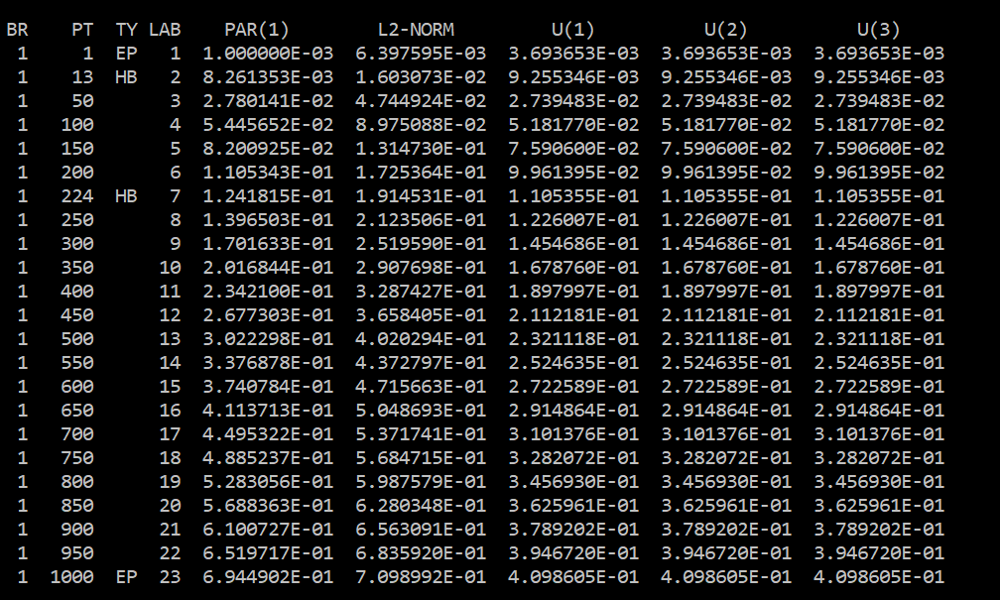 BR PT TY LAB PAR(1) L2-NORM U(1) U(2) U(3)
1 1 EP 1 1.000000E-03 6.397595E-03 3.693653E-03 3.693653E-03 3.693653E-03
1 13 HB 2 8.261353E-03 1.603073E-02 9.255346E-03 9.255346E-03 9.255346E-03
1 50 3 2.780141E-02 4.744924E-02 2.739483E-02 2.739483E-02 2.739483E-02
1 100 4 5.445652E-02 8.975088E-02 5.181770E-02 5.181770E-02 5.181770E-02
1 150 5 8.200925E-02 1.314730E-01 7.590600E-02 7.590600E-02 7.590600E-02
1 200 6 1.105343E-01 1.725364E-01 9.961395E-02 9.961395E-02 9.961395E-02
1 224 HB 7 1.241815E-01 1.914531E-01 1.105355E-01 1.105355E-01 1.105355E-01
1 250 8 1.396503E-01 2.123506E-01 1.226007E-01 1.226007E-01 1.226007E-01
1 300 9 1.701633E-01 2.519590E-01 1.454686E-01 1.454686E-01 1.454686E-01
1 350 10 2.016844E-01 2.907698E-01 1.678760E-01 1.678760E-01 1.678760E-01
1 400 11 2.342100E-01 3.287427E-01 1.897997E-01 1.897997E-01 1.897997E-01
1 450 12 2.677303E-01 3.658405E-01 2.112181E-01 2.112181E-01 2.112181E-01
1 500 13 3.022298E-01 4.020294E-01 2.321118E-01 2.321118E-01 2.321118E-01
1 550 14 3.376878E-01 4.372797E-01 2.524635E-01 2.524635E-01 2.524635E-01
1 600 15 3.740784E-01 4.715663E-01 2.722589E-01 2.722589E-01 2.722589E-01
1 650 16 4.113713E-01 5.048693E-01 2.914864E-01 2.914864E-01 2.914864E-01
1 700 17 4.495322E-01 5.371741E-01 3.101376E-01 3.101376E-01 3.101376E-01
1 750 18 4.885237E-01 5.684715E-01 3.282072E-01 3.282072E-01 3.282072E-01
1 800 19 5.283056E-01 5.987579E-01 3.456930E-01 3.456930E-01 3.456930E-01
1 850 20 5.688363E-01 6.280348E-01 3.625961E-01 3.625961E-01 3.625961E-01
1 900 21 6.100727E-01 6.563091E-01 3.789202E-01 3.789202E-01 3.789202E-01
1 950 22 6.519717E-01 6.835920E-01 3.946720E-01 3.946720E-01 3.946720E-01
1 1000 EP 23 6.944902E-01 7.098992E-01 4.098605E-01 4.098605E-01 4.098605E-01